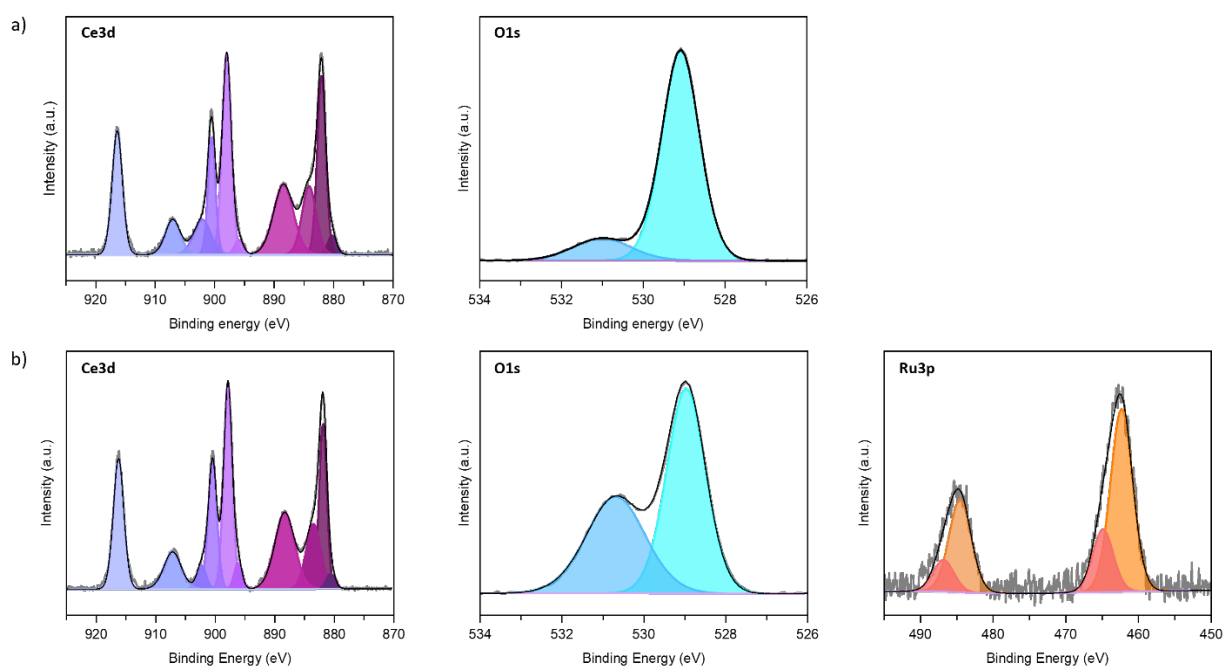 a)
Ce3d
Intensity (a.u.)
920 910 900 890 880 870
Binding energy (eV)
O1s
Intensity (a.u.)
534 532 530 528 526
Binding energy (eV)
b)
Ce3d
Intensity (a.u.)
920 910 900 890 880 870
Binding Energy (eV)
O1s
Intensity (a.u.)
534 532 530 528 526
Binding Energy (eV)
Ru3p
Intensity (a.u.)
490 480 470 460 450
Binding Energy (eV)